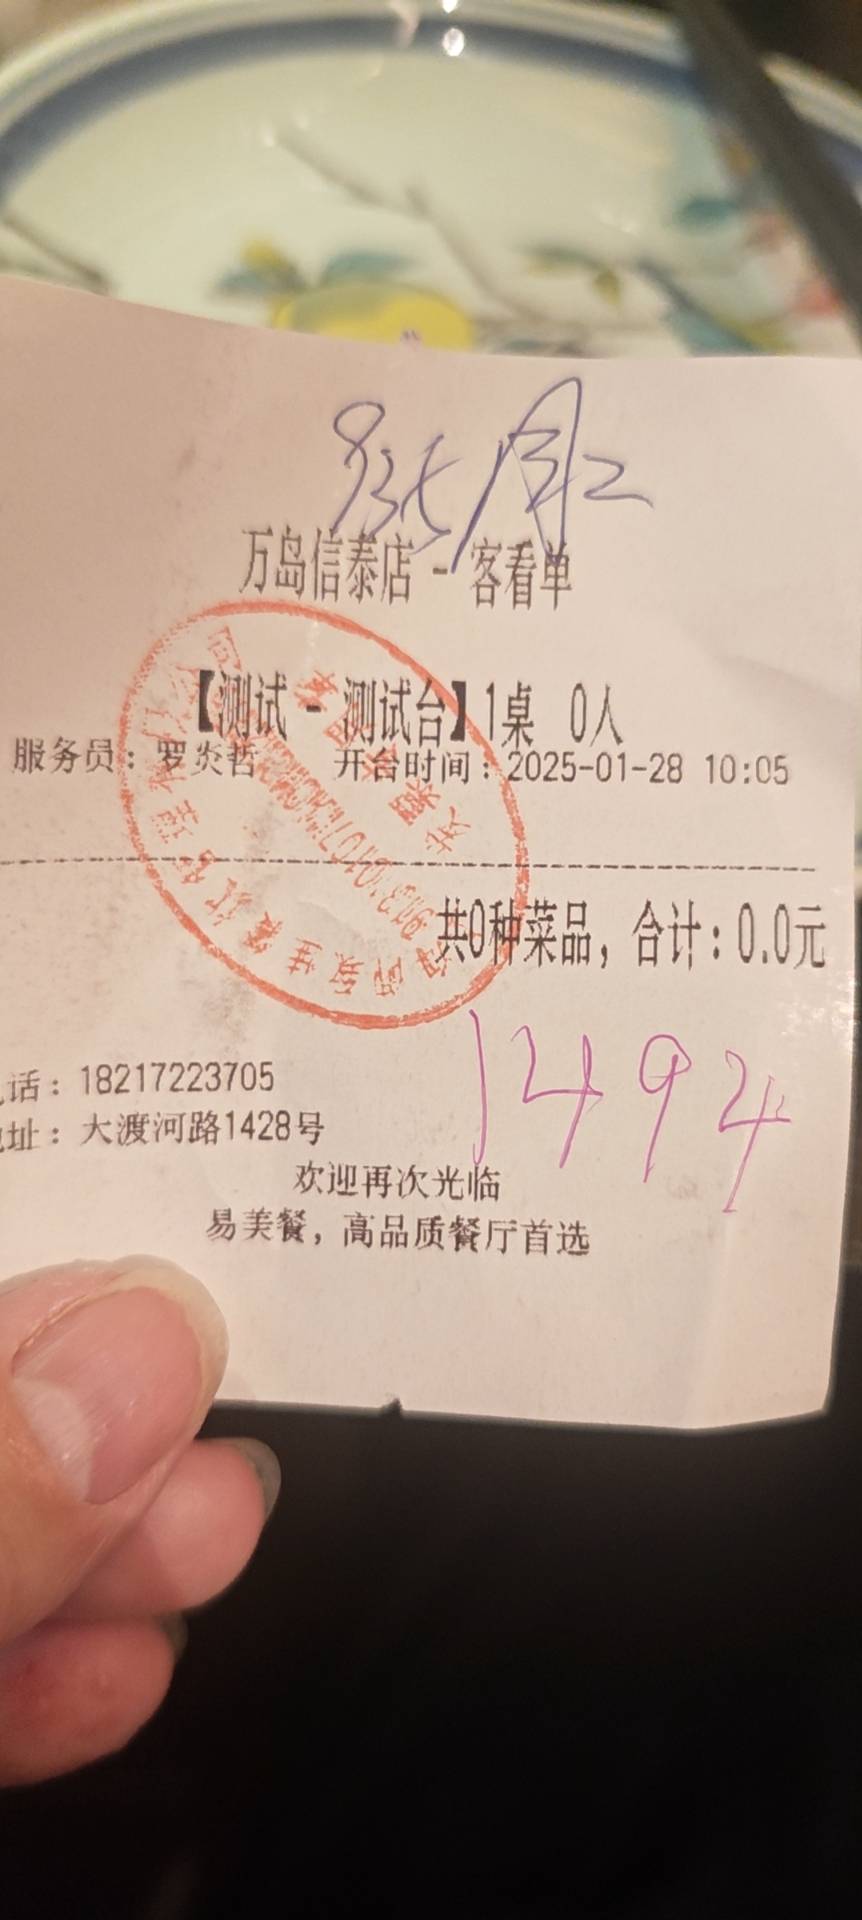 万岛信泰店 - 客看单
【测试 - 测试台】1桌 0人
服务员: 罗炎哲 开台时间: 2025-01-28 10:05
共0种菜品, 合计: 0.0元
1494
话: 18217223705
址: 大渡河路1428号
欢迎再次光临
易美餐, 高品质餐厅首选